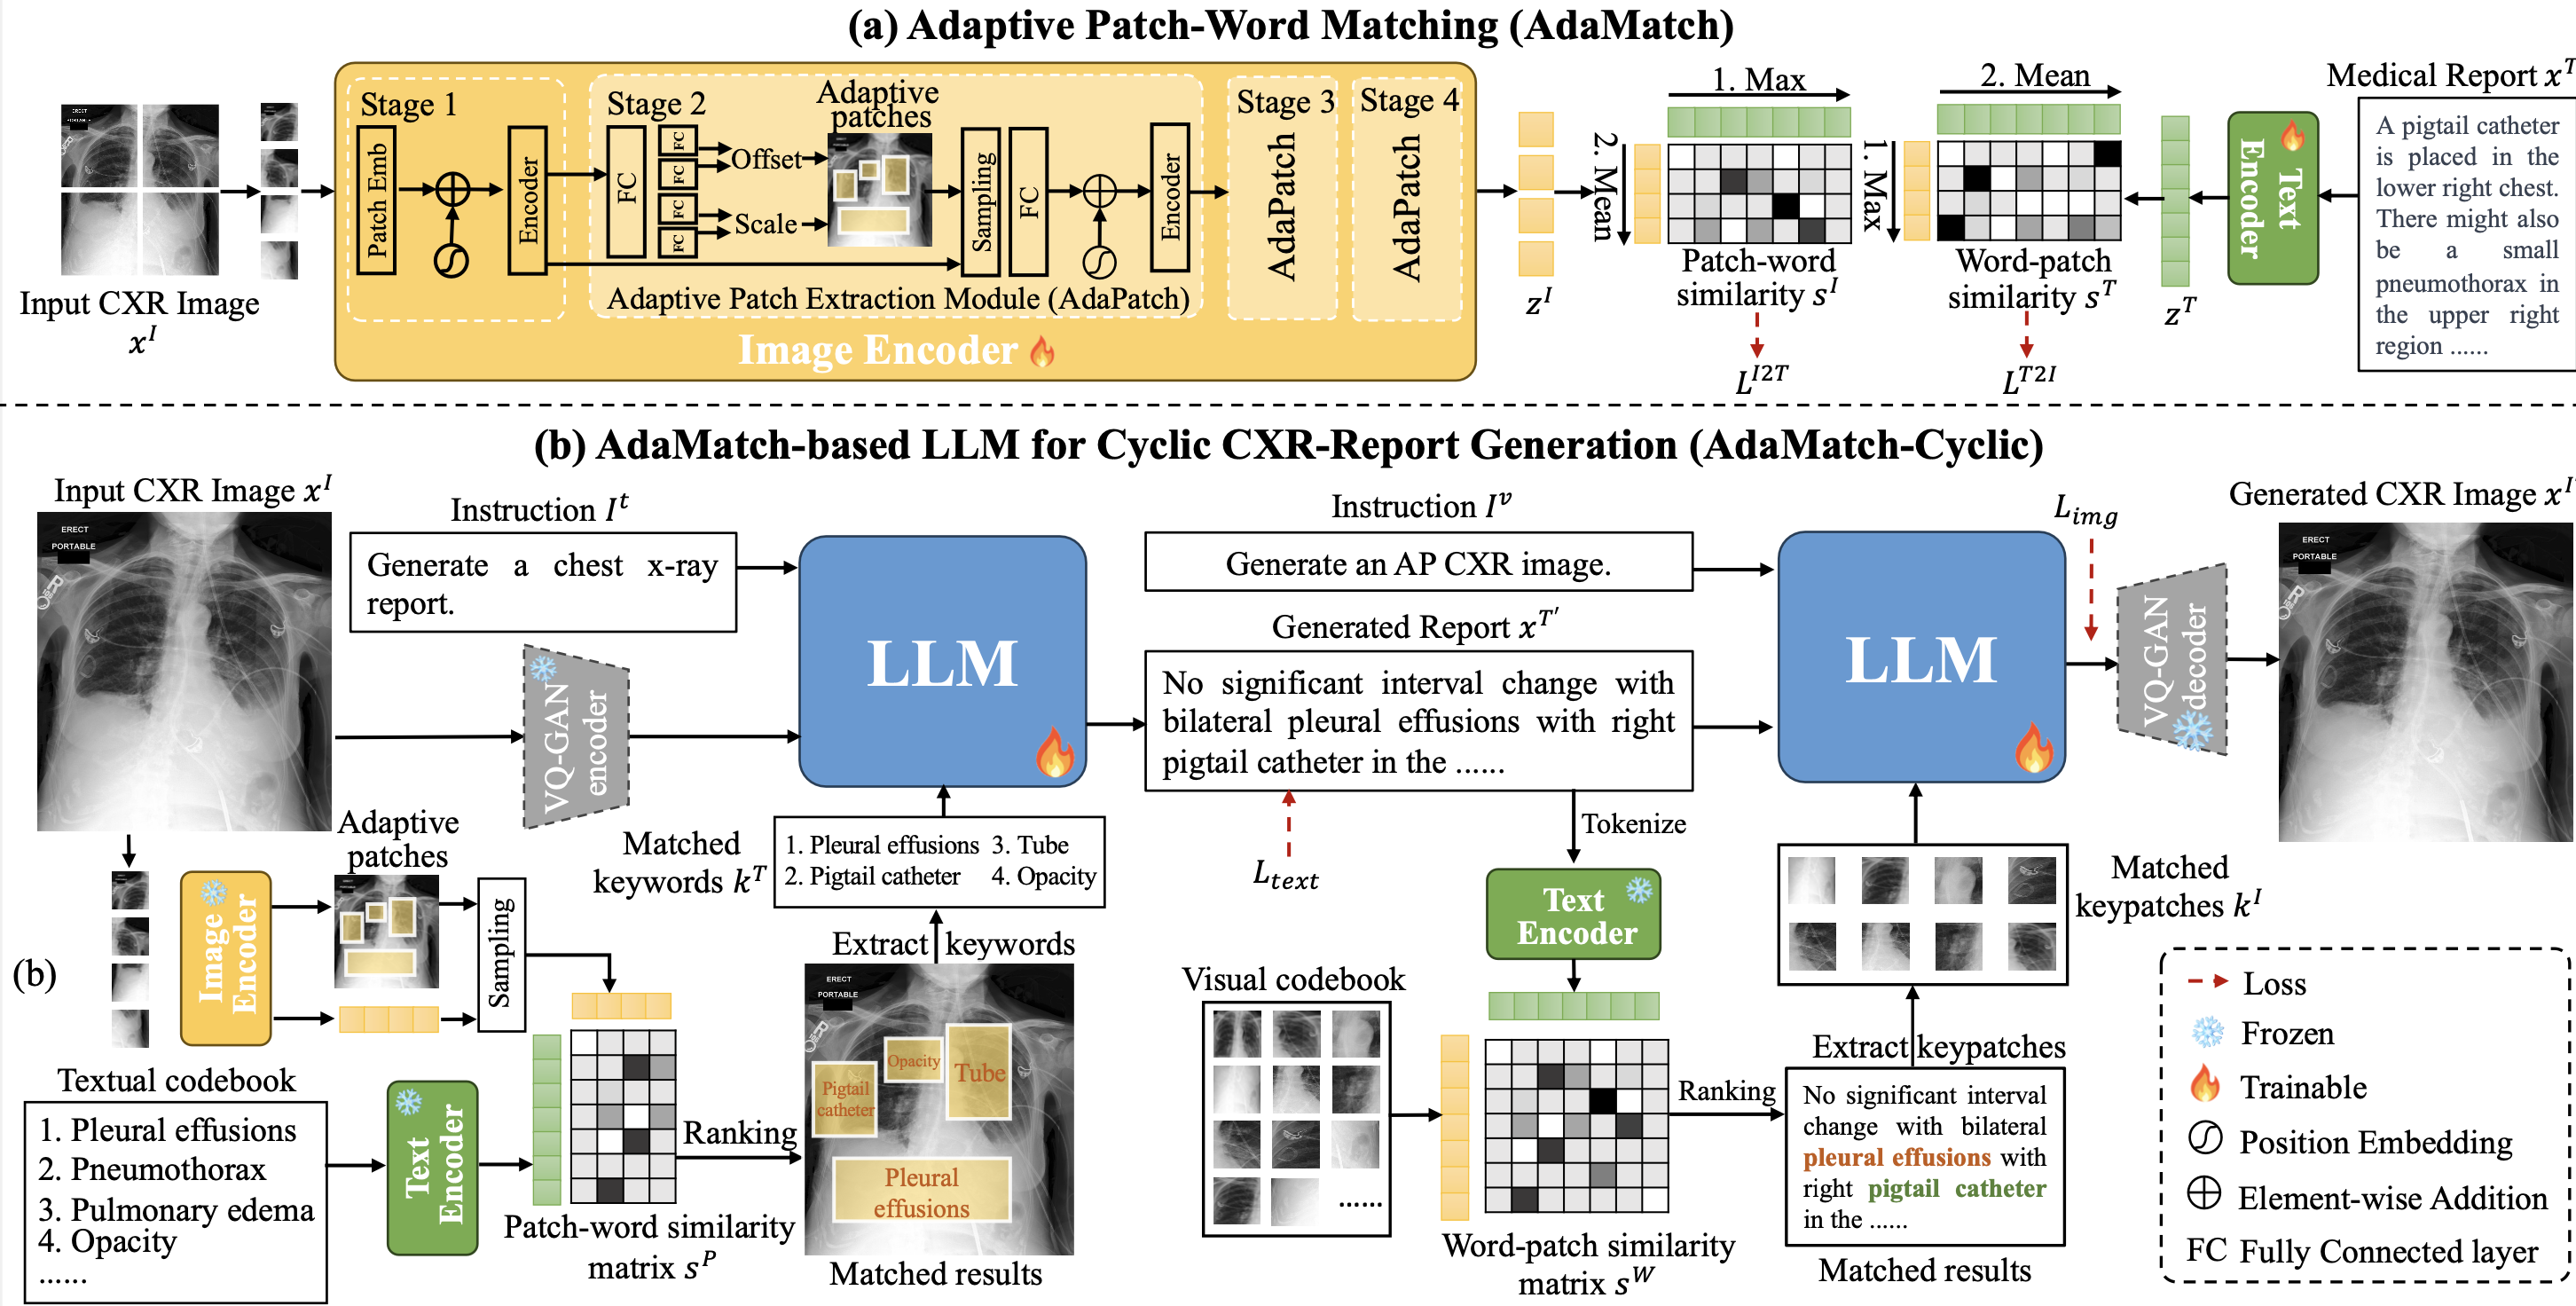 (a) Adaptive Patch-Word Matching (AdaMatch)
Input CXR Image
x^I
Stage 1
Patch Emb
Encoder
Stage 2
FC
FC
FC
FC
FC
Offset
Scale
Adaptive
patches
ERECT
PORTABLE
Sampling
FC
Encoder
Adaptive Patch Extraction Module (AdaPatch)
Stage 3
AdaPatch
Stage 4
AdaPatch
Image Encoder
z^I
1. Max
2. Mean
Patch-word
similarity s^I
L^{I2T}
2. Mean
1. Max
Word-patch
similarity s^T
L^{T2I}
z^T
Text
Encoder
Medical Report x^T
A pigtail catheter
is placed in the
lower right chest.
There might also
be a small
pneumothorax in
the upper right
region ......
(b) AdaMatch-based LLM for Cyclic CXR-Report Generation (AdaMatch-Cyclic)
Input CXR Image x^I
ERECT
PORTABLE
Instruction I^t
Generate a chest x-ray
report.
VQ-GAN
encoder
LLM
Matched
keywords k^T
1. Pleural effusions 3. Tube
2. Pigtail catheter 4. Opacity
Extract keywords
Adaptive
patches
Image
Encoder
Sampling
(b)
Textual codebook
1. Pleural effusions
2. Pneumothorax
3. Pulmonary edema
4. Opacity
......
Text
Encoder
Patch-word similarity
matrix s^P
Ranking
ERECT
PORTABLE
Opacity
Tube
Pigtail
catheter
Pleural
effusions
Matched results
Instruction I^v
Generate an AP CXR image.
Generated Report x^{T'}
No significant interval change with
bilateral pleural effusions with right
pigtail catheter in the ......
L_{text}
Tokenize
Text
Encoder
Visual codebook
......
Word-patch similarity
matrix s^W
Ranking
No significant interval
change with bilateral
pleural effusions with
right pigtail catheter
in the ......
Matched results
Extract keypatches
Matched
keypatches k^I
LLM
L_{img}
VQ-GAN
decoder
Generated CXR Image x^I
ERECT
PORTABLE
Loss
Frozen
Trainable
Position Embedding
Element-wise Addition
FC Fully Connected layer